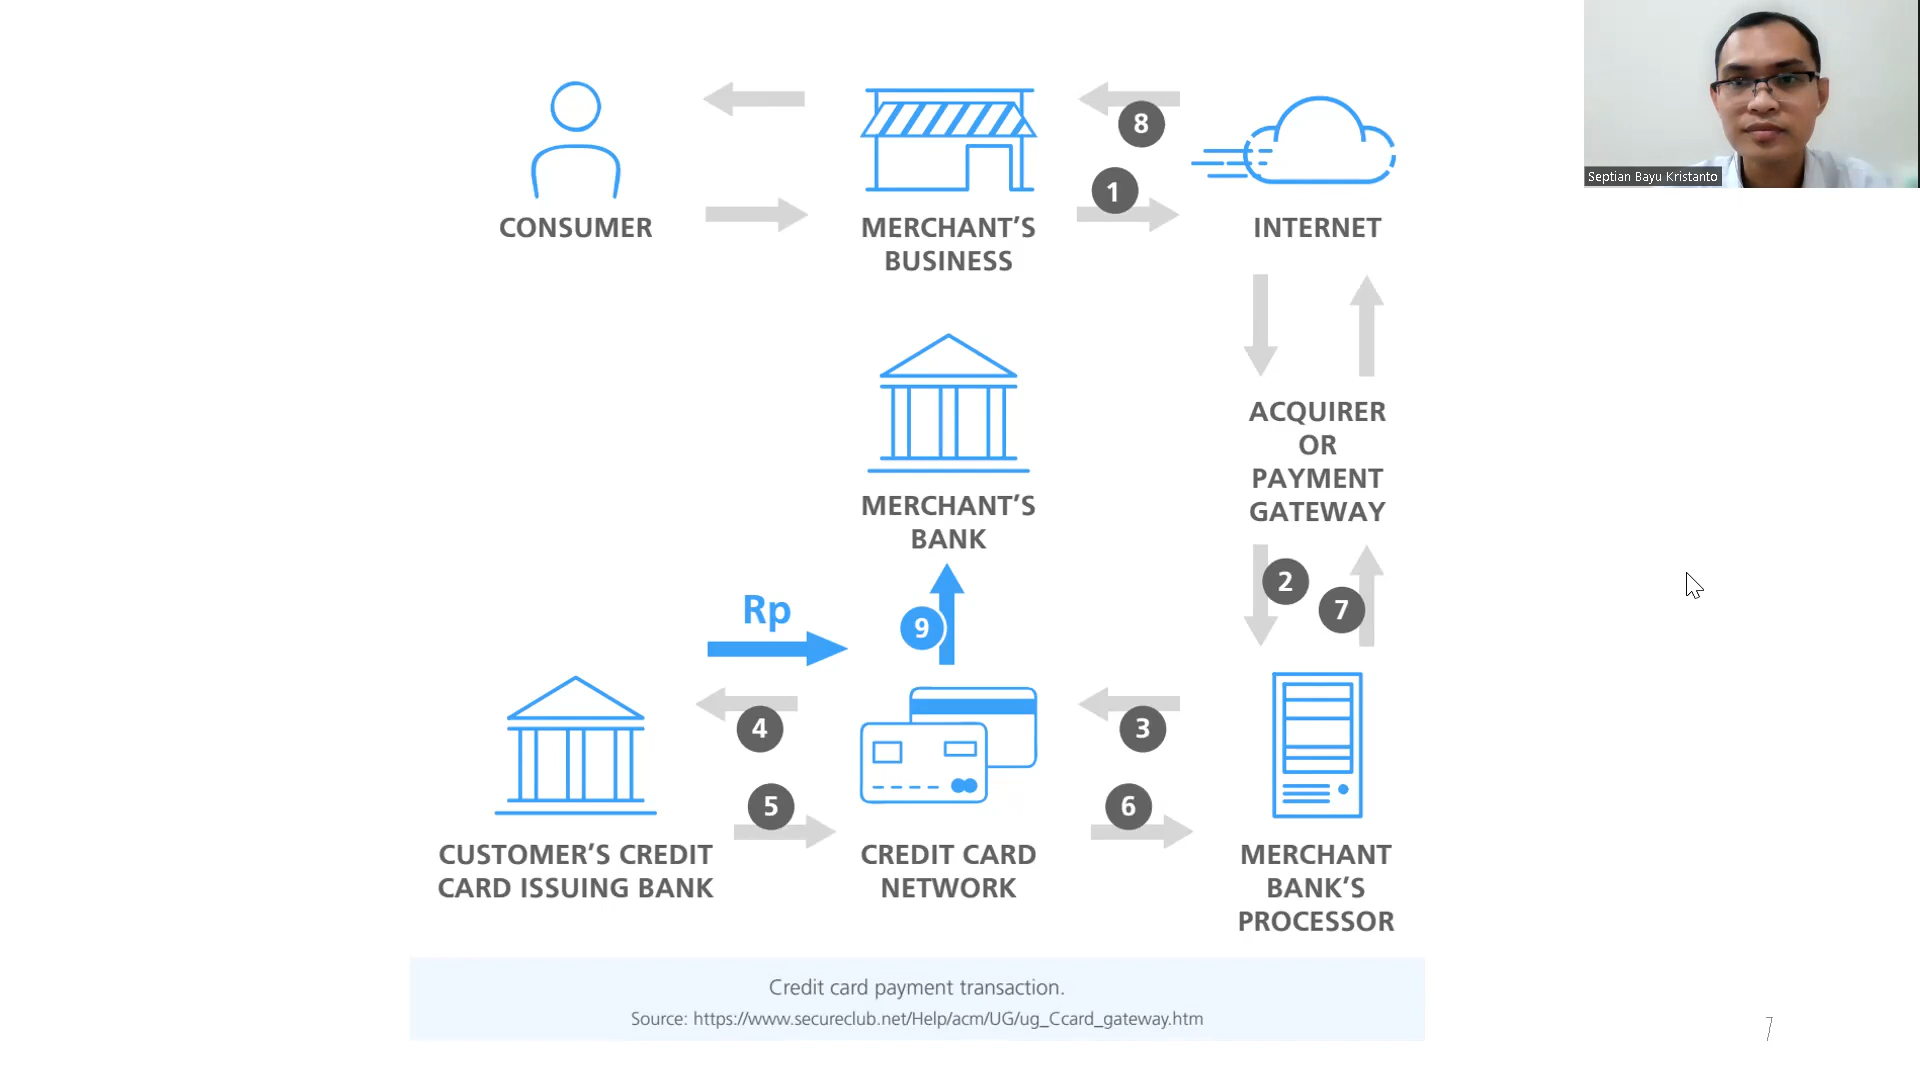 Septian Bayu Kristanto
8
1
CONSUMER
MERCHANT’S
BUSINESS
INTERNET
MERCHANT’S
BANK
ACQUIRER
OR
PAYMENT
GATEWAY
Rp
9
2
7
4
3
5
6
CUSTOMER’S CREDIT
CARD ISSUING BANK
CREDIT CARD
NETWORK
MERCHANT
BANK’S
PROCESSOR
Credit card payment transaction.
Source: https://www.secureclub.net/Help/acm/UG/ug_Ccard_gateway.htm
7